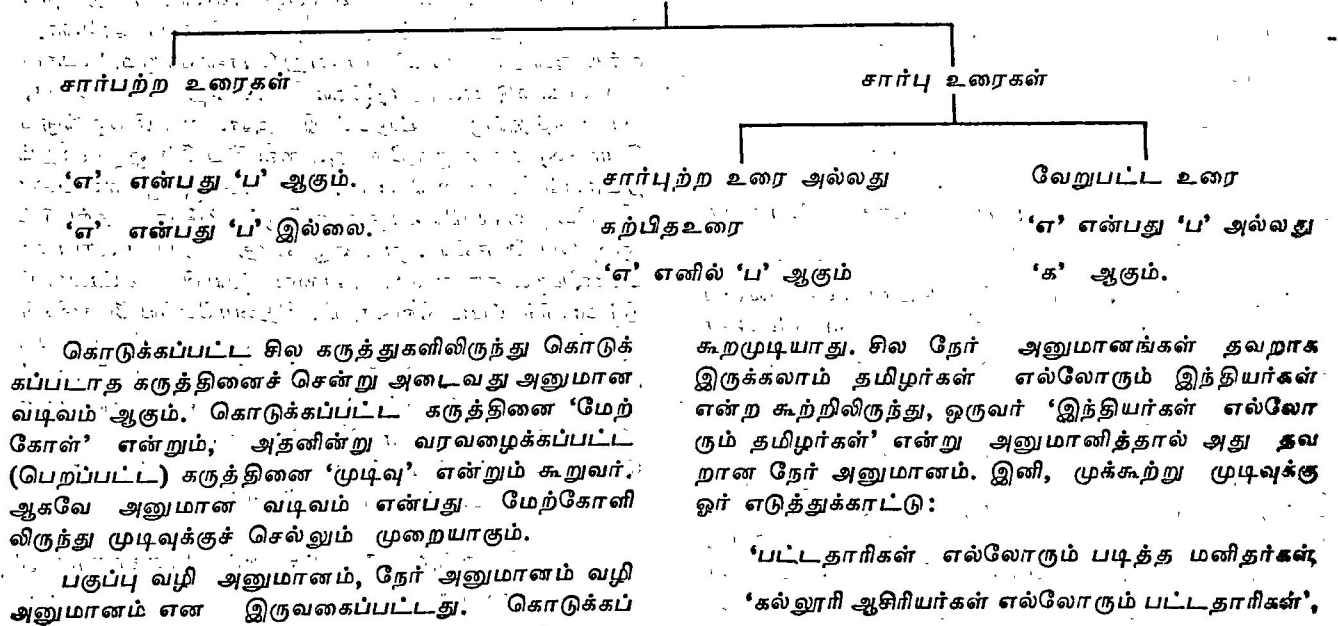 சார்பற்ற உரைகள்
‘எ’ என்பது ‘ப’ ஆகும்.
‘எ’ என்பது ‘ப’ இல்லை.
சார்பு உரைகள்
சார்புற்ற உரை அல்லது
கற்பிதஉரை
‘எ’ எனில் ‘ப’ ஆகும்
வேறுபட்ட உரை
‘எ’ என்பது ‘ப’ அல்லது
‘க’ ஆகும்.
கொடுக்கப்பட்ட சில கருத்துகளிலிருந்து கொடுக்
கப்படாத கருத்தினைச் சென்று அடைவது அனுமான
வடிவம் ஆகும். கொடுக்கப்பட்ட கருத்தினை ‘மேற்
கோள்’ என்றும், அதனின்று வரவழைக்கப்பட்ட
(பெறப்பட்ட) கருத்தினை ‘முடிவு’ என்றும் கூறுவர்.
ஆகவே அனுமான வடிவம் என்பது மேற்கோளி
லிருந்து முடிவுக்குச் செல்லும் முறையாகும்.
பகுப்பு வழி அனுமானம், நேர் அனுமானம் வழி
அனுமானம் என இருவகைப்பட்டது. கொடுக்கப்
கூறமுடியாது. சில நேர் அனுமானங்கள் தவறாக
இருக்கலாம் தமிழர்கள் எல்லோரும் இந்தியர்கள்
என்ற கூற்றிலிருந்து, ஒருவர் ‘இந்தியர்கள் எல்லோ
ரும் தமிழர்கள்’ என்று அனுமானித்தால் அது தவ
றான நேர் அனுமானம். இனி, முக்கூற்று முடிவுக்கு
ஓர் எடுத்துக்காட்டு:
‘பட்டதாரிகள் எல்லோரும் படித்த மனிதர்கள்,
‘கல்லூரி ஆசிரியர்கள் எல்லோரும் பட்டதாரிகள்’,